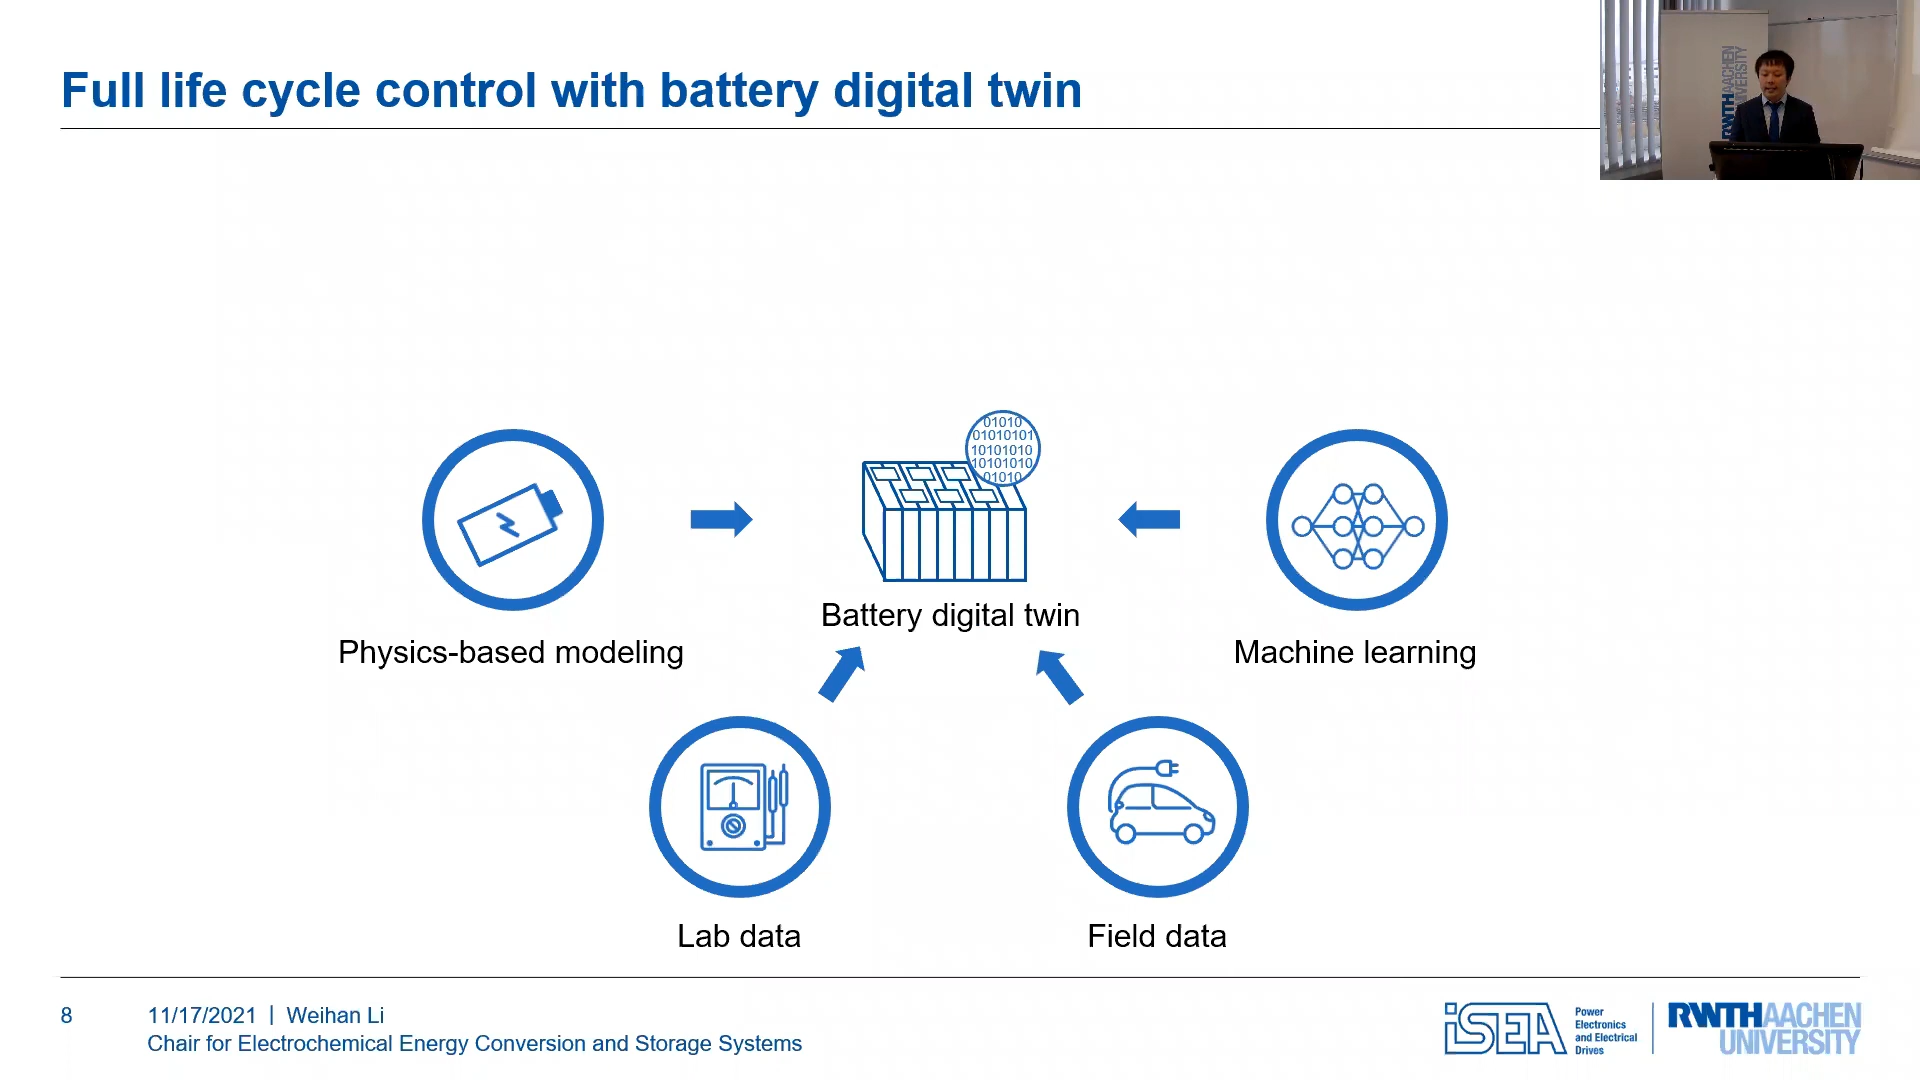 Full life cycle control with battery digital twin
RWTHAACHEN
UNIVERSITY
01010
01010101
10101010
10101010
01010
Battery digital twin
Physics-based modeling
Machine learning
Lab data
Field data
8
11/17/2021 | Weihan Li
Chair for Electrochemical Energy Conversion and Storage Systems
iSEA
Power
Electronics
and Electrical
Drives
RWTHAACHEN
UNIVERSITY